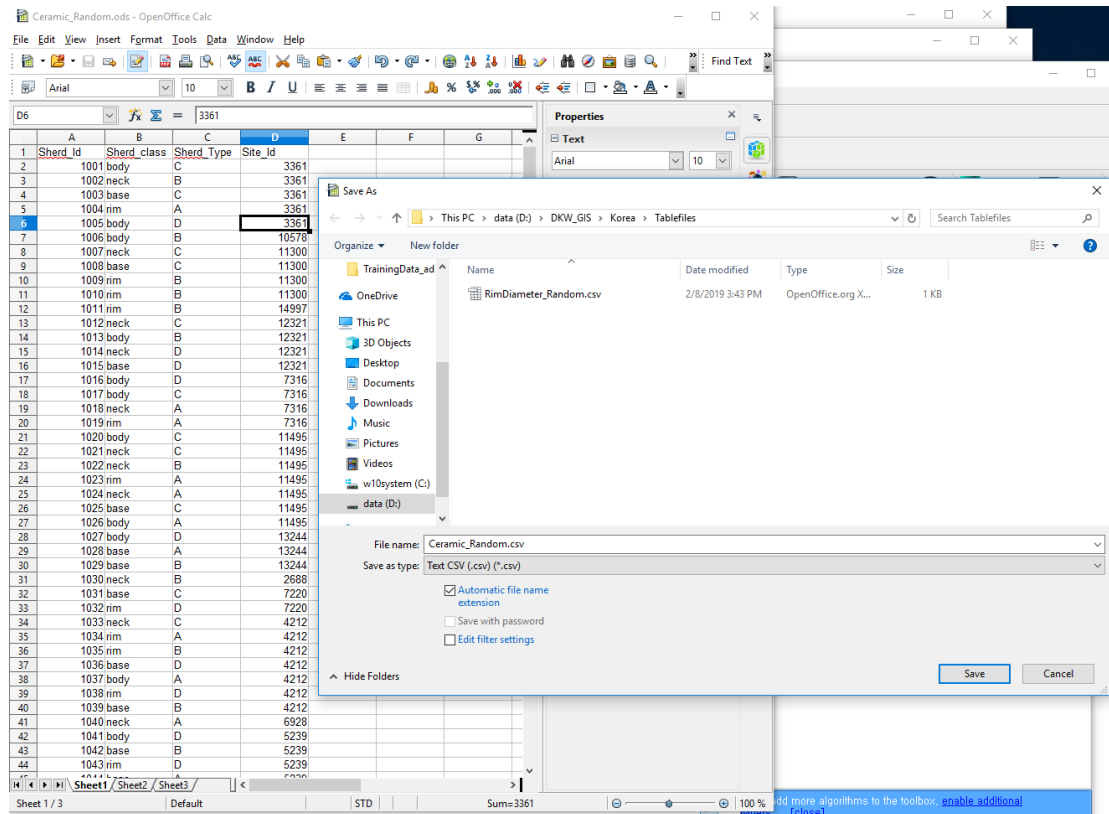 Ceramic_Random.ods - OpenOffice Calc
File Edit View Insert Format Tools Data Window Help
Find Text
Arial 10
D6 3361
Properties
Text
Arial 10
A B C D E F G
1 Sherd_Id Sherd_class Sherd_Type Site_Id
2 1001 body C 3361
3 1002 neck B 3361
4 1003 base C 3361
5 1004 rim A 3361
6 1005 body D 3361
7 1006 body B 10578
8 1007 neck C 11300
9 1008 base C 11300
10 1009 rim B 11300
11 1010 rim B 11300
12 1011 rim B 14997
13 1012 neck C 12321
14 1013 body B 12321
15 1014 neck D 12321
16 1015 base D 12321
17 1016 body D 7316
18 1017 body C 7316
19 1018 neck A 7316
20 1019 rim A 7316
21 1020 body C 11495
22 1021 neck C 11495
23 1022 neck B 11495
24 1023 rim A 11495
25 1024 neck A 11495
26 1025 base C 11495
27 1026 body A 11495
28 1027 body D 13244
29 1028 base A 13244
30 1029 base B 13244
31 1030 neck B 2688
32 1031 base C 7220
33 1032 rim D 7220
34 1033 neck C 4212
35 1034 rim A 4212
36 1035 rim B 4212
37 1036 base D 4212
38 1037 body A 4212
39 1038 rim D 4212
40 1039 base B 4212
41 1040 neck A 6928
42 1041 body D 5239
43 1042 base B 5239
44 1043 rim D 5239
Sheet1 Sheet2 Sheet3
Sheet 1 / 3 Default STD Sum=3361 100 %
Save As
This PC > data (D:) > DKW_GIS > Korea > Tablefiles
Search Tablefiles
Organize New folder
Name Date modified Type Size
RimDiameter_Random.csv 2/8/2019 3:43 PM OpenOffice.org X... 1 KB
TrainingData_ad
OneDrive
This PC
3D Objects
Desktop
Documents
Downloads
Music
Pictures
Videos
w10system (C:)
data (D:)
File name: Ceramic_Random.csv
Save as type: Text CSV (.csv) (*.csv)
Automatic file name
extension
Save with password
Edit filter settings
Hide Folders
Save Cancel
dd more algorithms to the toolbox, enable additional
[close]